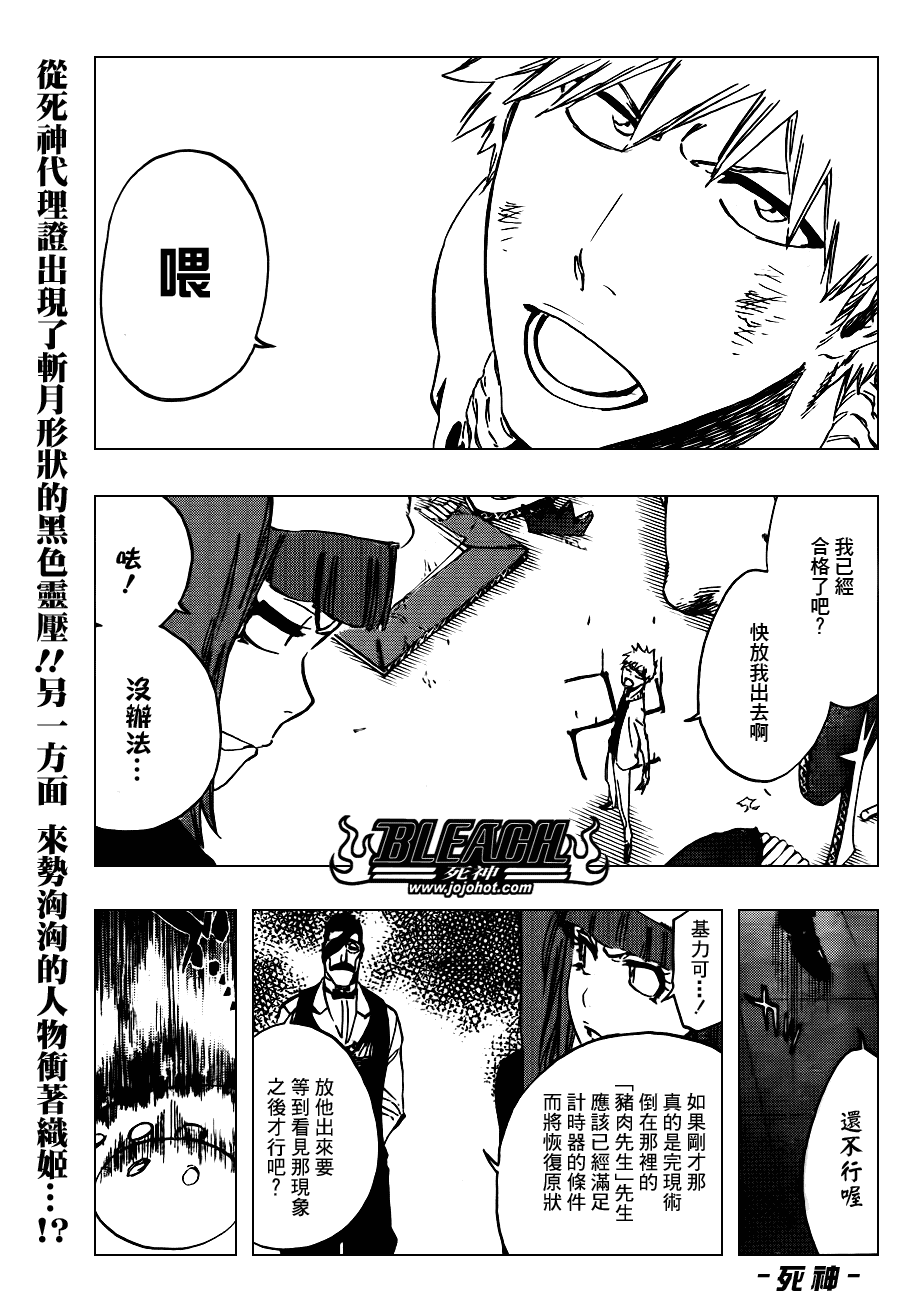 從死神代理證出現了斬月形狀的黑色靈壓!!另一方面 來勢洶洶的人物衝著織姬…!?
喂
我已經
合格了吧?
快放我出去啊
呿!
沒辦法…
BLEACH
死神
www.jojohot.com
還不行喔
基力可…!
如果剛才那
真的是完現術
倒在那裡的
「豬肉先生」先生
應該已經滿足
計時器的條件
而將恢復原狀
放他出來要
等到看見那現象
之後才行吧?
-死神-